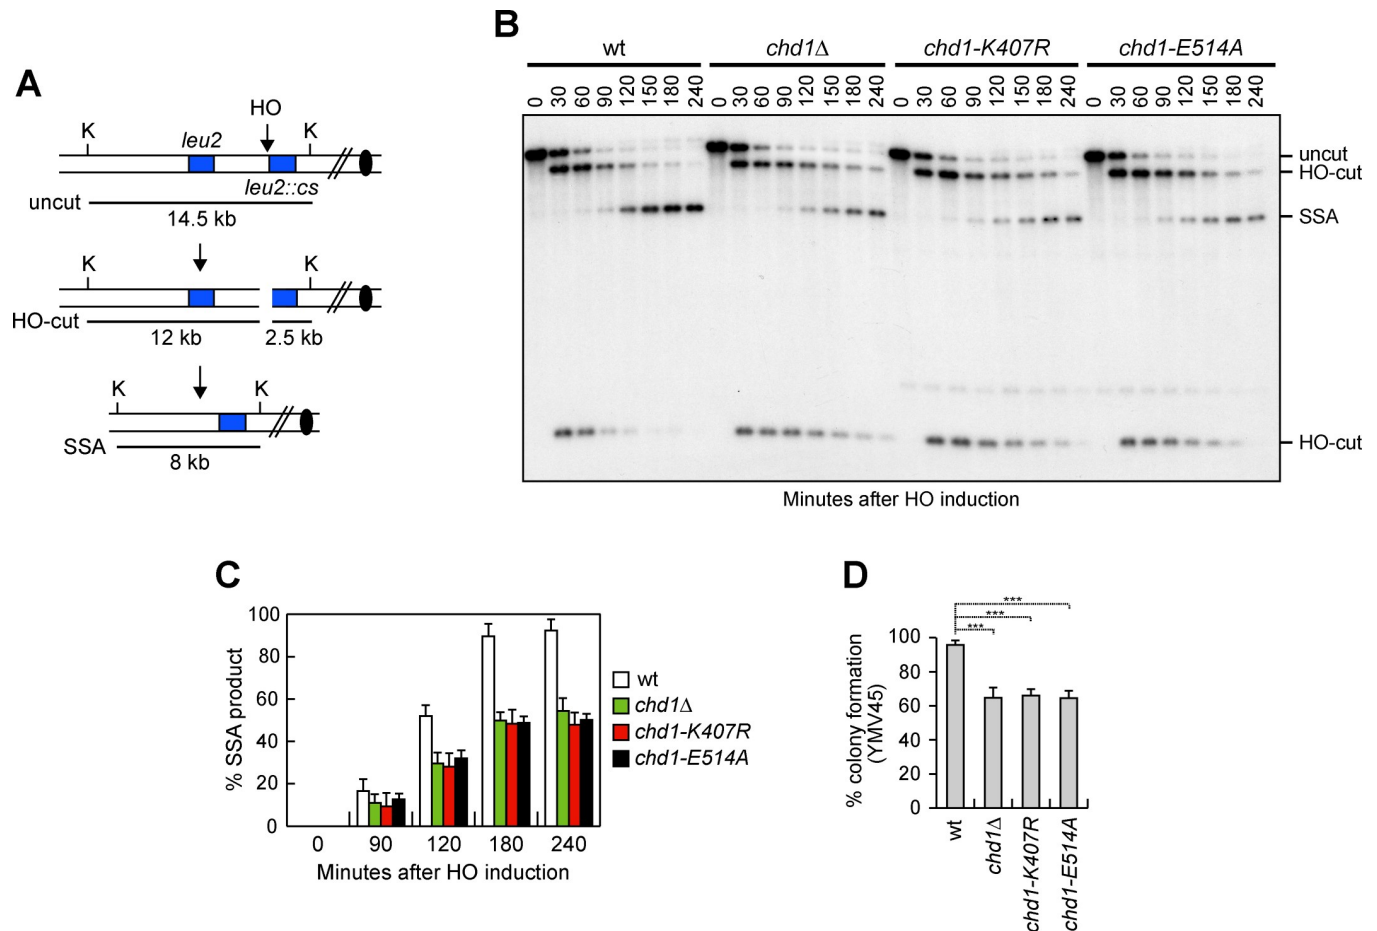 A
HO
K
leu2
K
leu2::cs
uncut
14.5 kb
K
K
HO-cut
12 kb
2.5 kb
K
K
SSA
8 kb
B
wt
chd1Δ
chd1-K407R
chd1-E514A
0 30 60 90 120 150 180 240
0 30 60 90 120 150 180 240
0 30 60 90 120 150 180 240
0 30 60 90 120 150 180 240
uncut
HO-cut
SSA
HO-cut
Minutes after HO induction
C
% SSA product
100
80
60
40
20
0
0 90 120 180 240
Minutes after HO induction
wt
chd1Δ
chd1-K407R
chd1-E514A
D
% colony formation
(YMV45)
***
***
***
100
80
60
40
20
0
wt
chd1Δ
chd1-K407R
chd1-E514A